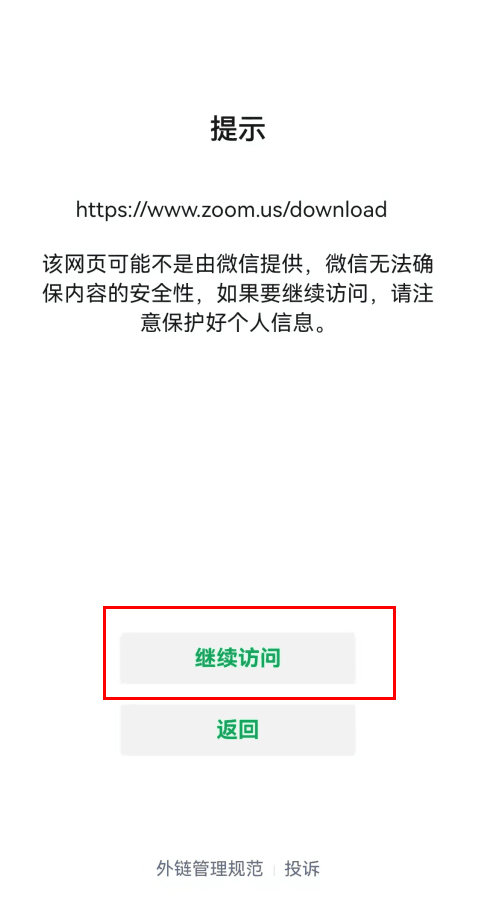 提示
https://www.zoom.us/download
该网页可能不是由微信提供，微信无法确
保内容的安全性，如果要继续访问，请注
意保护好个人信息。
继续访问
返回
外链管理规范 | 投诉